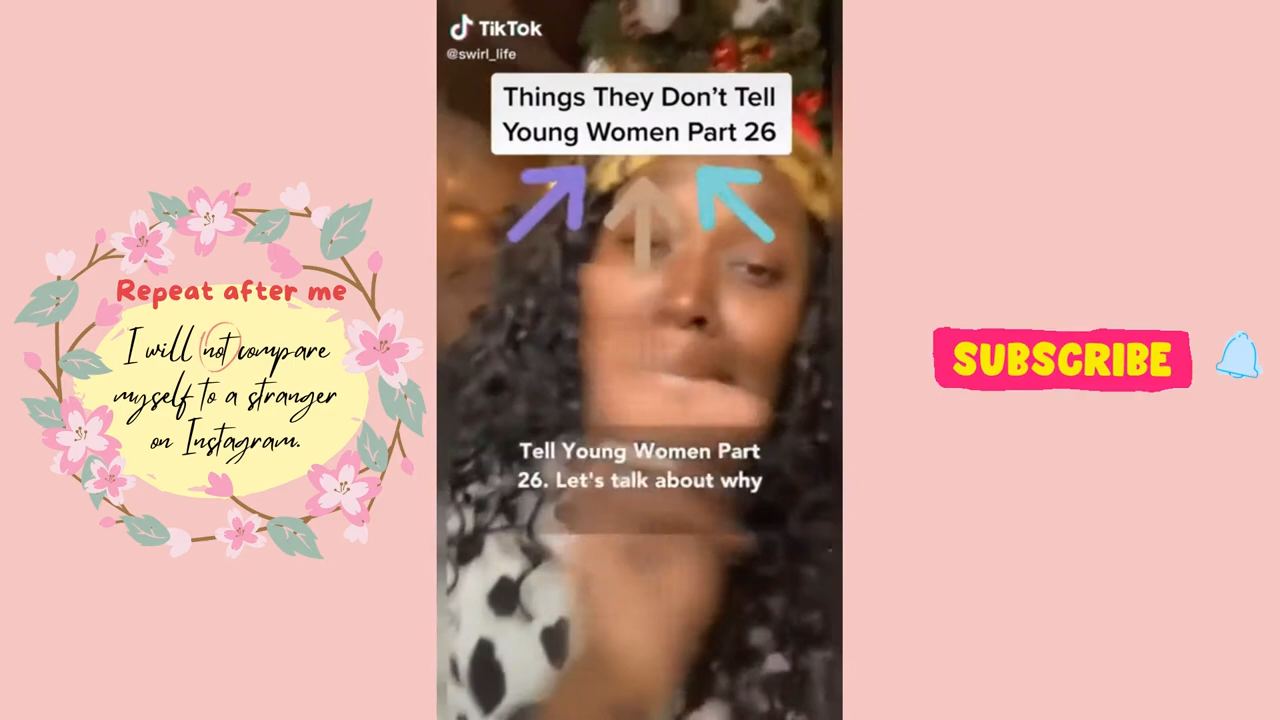 Repeat after me
I will not compare
myself to a stranger
on Instagram.
TikTok
@swirl_life
Things They Don't Tell
Young Women Part 26
Tell Young Women Part
26. Let's talk about why
SUBSCRIBE